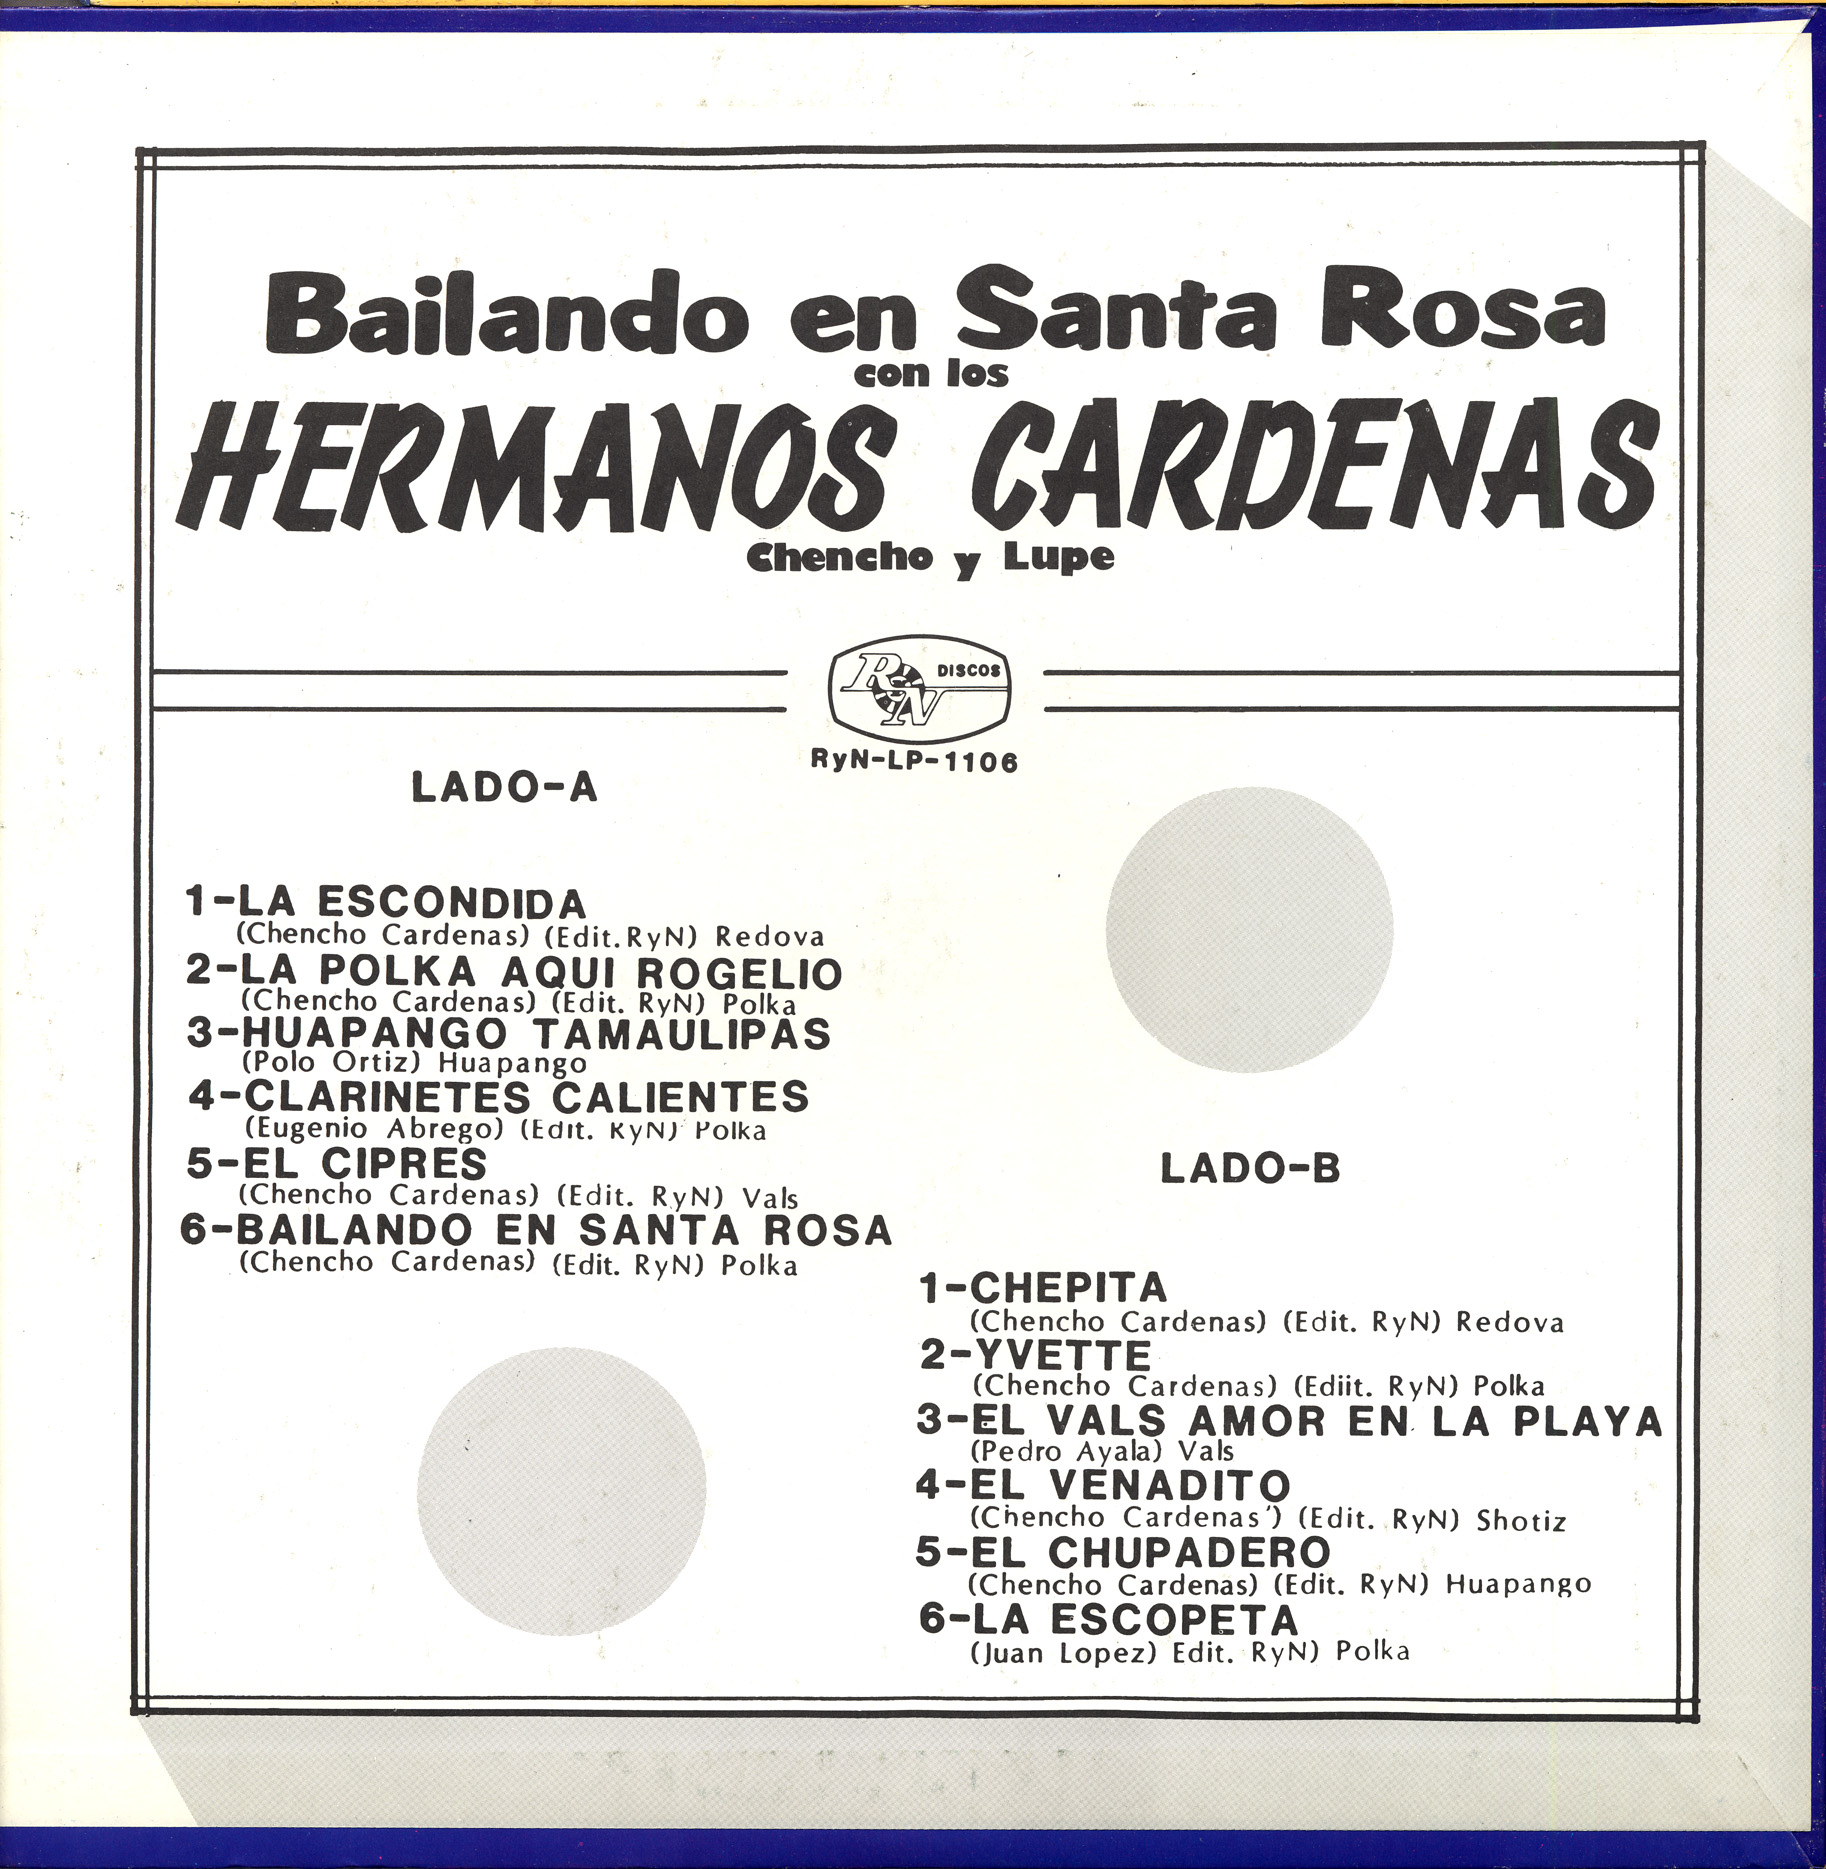 Bailando en Santa Rosa
con los
HERMANOS CARDENAS
Chencho y Lupe
RyN DISCOS
RyN-LP-1106
LADO-A
1-LA ESCONDIDA
(Chencho Cardenas) (Edit. RyN) Redova
2-LA POLKA AQUI ROGELIO
(Chencho Cardenas) (Edit. RyN) Polka
3-HUAPANGO TAMAULIPAS
(Polo Ortiz) Huapango
4-CLARINETES CALIENTES
(Eugenio Abrego) (Edit. RyN) Polka
5-EL CIPRES
(Chencho Cardenas) (Edit. RyN) Vals
6-BAILANDO EN SANTA ROSA
(Chencho Cardenas) (Edit. RyN) Polka
LADO-B
1-CHEPITA
(Chencho Cardenas) (Edit. RyN) Redova
2-YVETTE
(Chencho Cardenas) (Ediit. RyN) Polka
3-EL VALS AMOR EN LA PLAYA
(Pedro Ayala) Vals
4-EL VENADITO
(Chencho Cardenas') (Edit. RyN) Shotiz
5-EL CHUPADERO
(Chencho Cardenas) (Edit. RyN) Huapango
6-LA ESCOPETA
(Juan Lopez) Edit. RyN) Polka